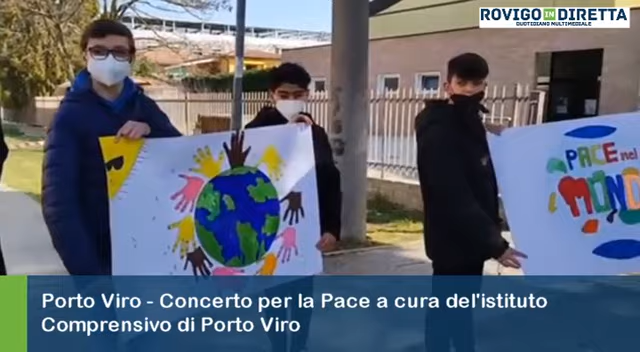 ROVIGO IN DIRETTA
QUOTIDIANO MULTIMEDIALE
PACE nel
MONDO
Porto Viro - Concerto per la Pace a cura del'istituto
Comprensivo di Porto Viro